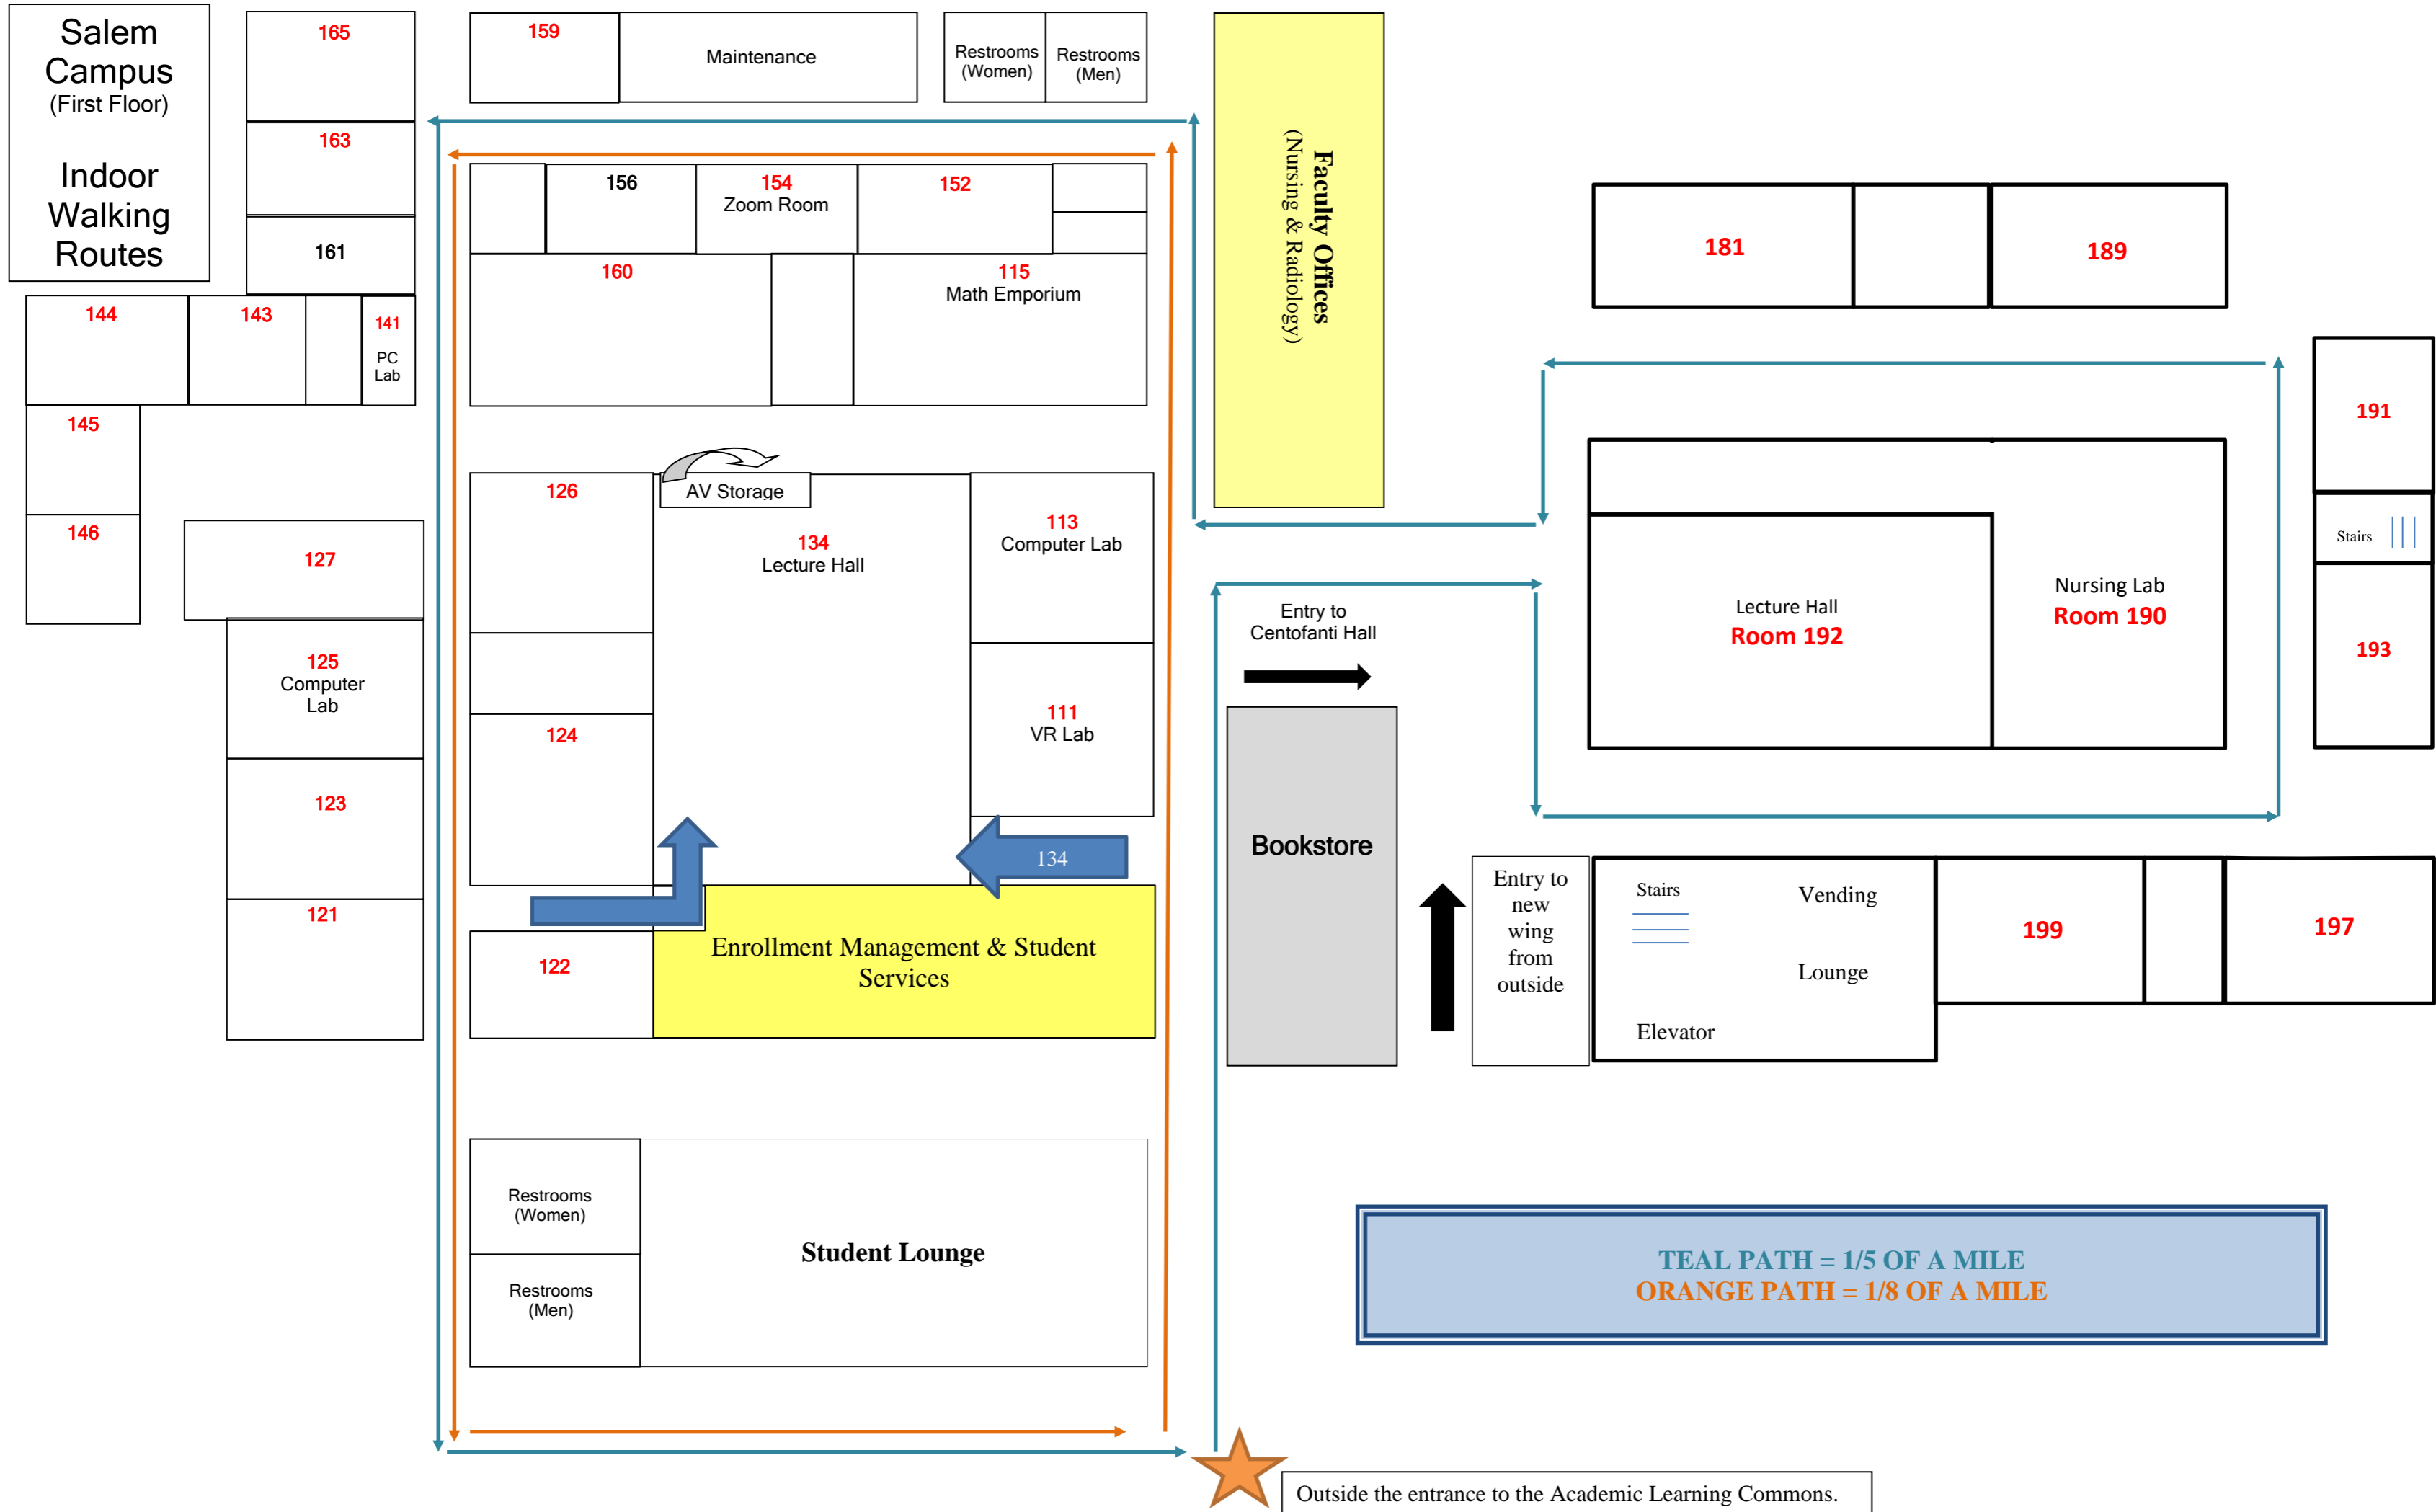 Salem
Campus
(First Floor)
Indoor
Walking
Routes
165
163
161
144
143
141
PC
Lab
145
146
127
125
Computer
Lab
123
121
159
Maintenance
Restrooms
(Women)
Restrooms
(Men)
156
154
Zoom Room
152
160
115
Math Emporium
126
AV Storage
134
Lecture Hall
113
Computer Lab
124
111
VR Lab
134
122
Enrollment Management & Student
Services
Restrooms
(Women)
Restrooms
(Men)
Student Lounge
Faculty Offices
(Nursing & Radiology)
Entry to
Centofanti Hall
Bookstore
Entry to
new
wing
from
outside
181
189
191
Stairs
193
Lecture Hall
Room 192
Nursing Lab
Room 190
Stairs
Vending
Lounge
Elevator
199
197
TEAL PATH = 1/5 OF A MILE
ORANGE PATH = 1/8 OF A MILE
Outside the entrance to the Academic Learning Commons.